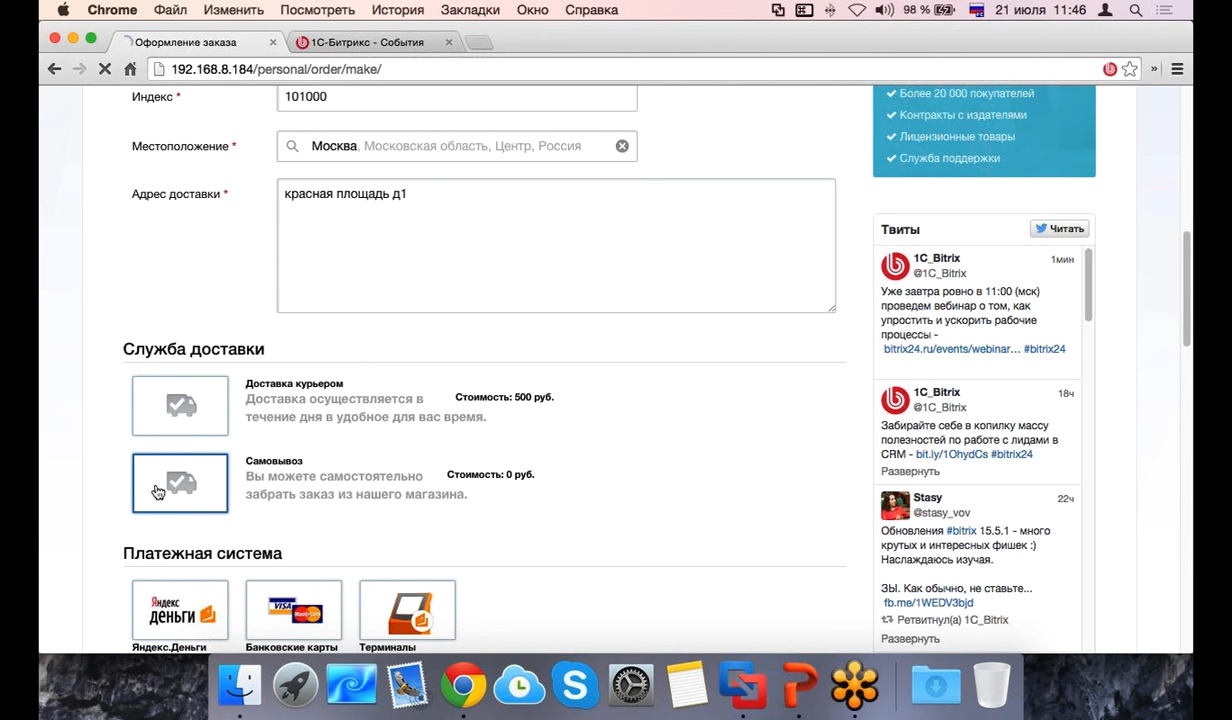 Chrome Файл Изменить Посмотреть История Закладки Окно Справка 98 % 21 июля 11:46
Оформление заказа
1С-Битрикс - События
192.168.8.184/personal/order/make/
Индекс *
101000
Местоположение *
Москва, Московская область, Центр, Россия
Адрес доставки *
красная площадь д1
Служба доставки
Доставка курьером
Доставка осуществляется в
течение дня в удобное для вас время.
Стоимость: 500 руб.
Самовывоз
Вы можете самостоятельно
забрать заказ из нашего магазина.
Стоимость: 0 руб.
Платежная система
Яндекс
деньги
VISA
MasterCard
Яндекс.Деньги
Банковские карты
Терминалы
Более 20 000 покупателей
Контракты с издателями
Лицензионные товары
Служба поддержки
Твиты
Читать
1C_Bitrix
1мин
@1C_Bitrix
Уже завтра ровно в 11:00 (мск)
проведем вебинар о том, как
упростить и ускорить рабочие
процессы -
bitrix24.ru/events/webinar… #bitrix24
1C_Bitrix
18ч
@1C_Bitrix
Забирайте себе в копилку массу
полезностей по работе с лидами в
CRM - bit.ly/1OhydCs #bitrix24
Развернуть
Stasy
22ч
@stasy_vov
Обновления #bitrix 15.5.1 - много
крутых и интересных фишек :)
Наслаждаюсь изучая.
ЗЫ. Как обычно, не ставьте...
fb.me/1WEDV3bjd
Ретвитнул(а) 1C_Bitrix
Развернуть